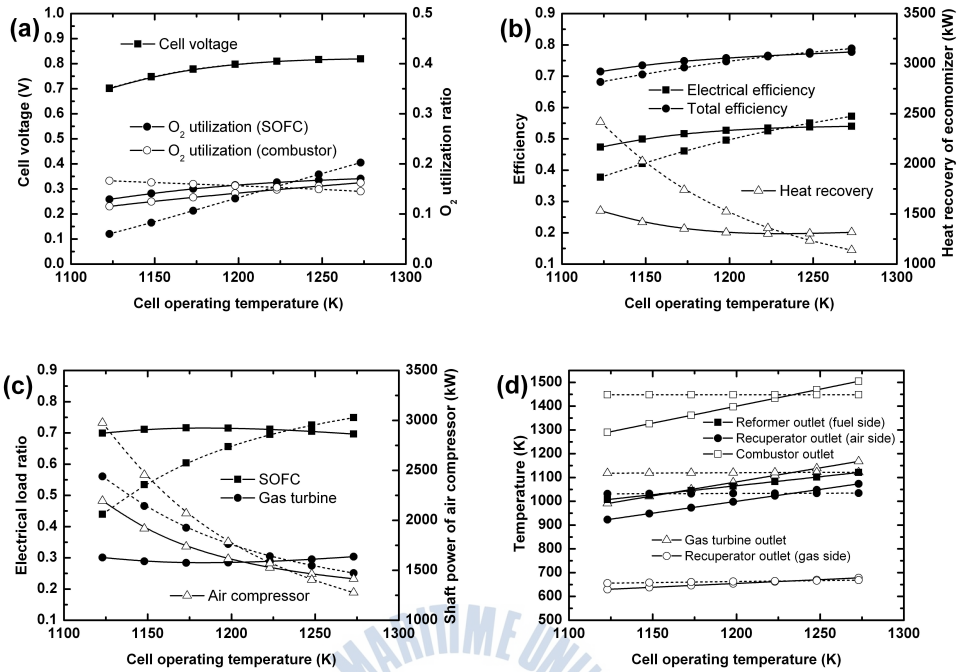 (a)
Cell voltage
O2 utilization (SOFC)
O2 utilization (combustor)
1.0
0.9
0.8
0.7
0.6
0.5
0.4
0.3
0.2
0.1
0.0
Cell voltage (V)
0.5
0.4
0.3
0.2
0.1
0.0
O2 utilization ratio
1100 1150 1200 1250 1300
Cell operating temperature (K)
(b)
Electrical efficiency
Total efficiency
Heat recovery
0.9
0.8
0.7
0.6
0.5
0.4
0.3
0.2
0.1
Efficiency
3500
3000
2500
2000
1500
1000
Heat recovery of ecomomizer (kW)
1100 1150 1200 1250 1300
Cell operating temperature (K)
(c)
SOFC
Gas turbine
Air compressor
0.9
0.8
0.7
0.6
0.5
0.4
0.3
0.2
0.1
Electrical load ratio
3500
3000
2500
2000
1500
1000
Shaft power of air compressor (kW)
1100 1150 1200 1250 1300
Cell operating temperature (K)
(d)
Reformer outlet (fuel side)
Recuperator outlet (air side)
Combustor outlet
Gas turbine outlet
Recuperator outlet (gas side)
1500
1400
1300
1200
1100
1000
900
800
700
600
500
Temperature (K)
1100 1150 1200 1250 1300
Cell operating temperature (K)
MARITIME UN